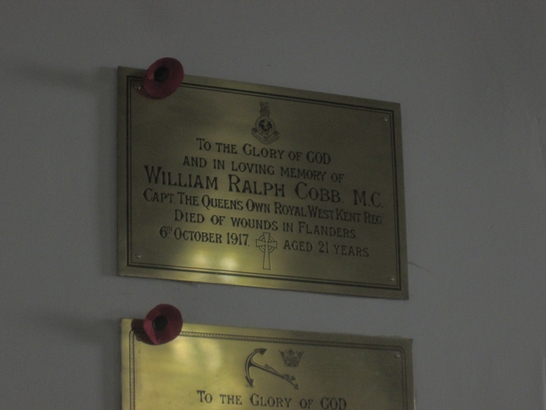 TO THE GLORY OF GOD
AND IN LOVING MEMORY OF
WILLIAM RALPH COBB. M.C.
CAPT. THE QUEENS OWN ROYAL WEST KENT REG.
DIED OF WOUNDS IN FLANDERS.
6TH OCTOBER 1917. AGED 21 YEARS.
TO THE GLORY OF GOD